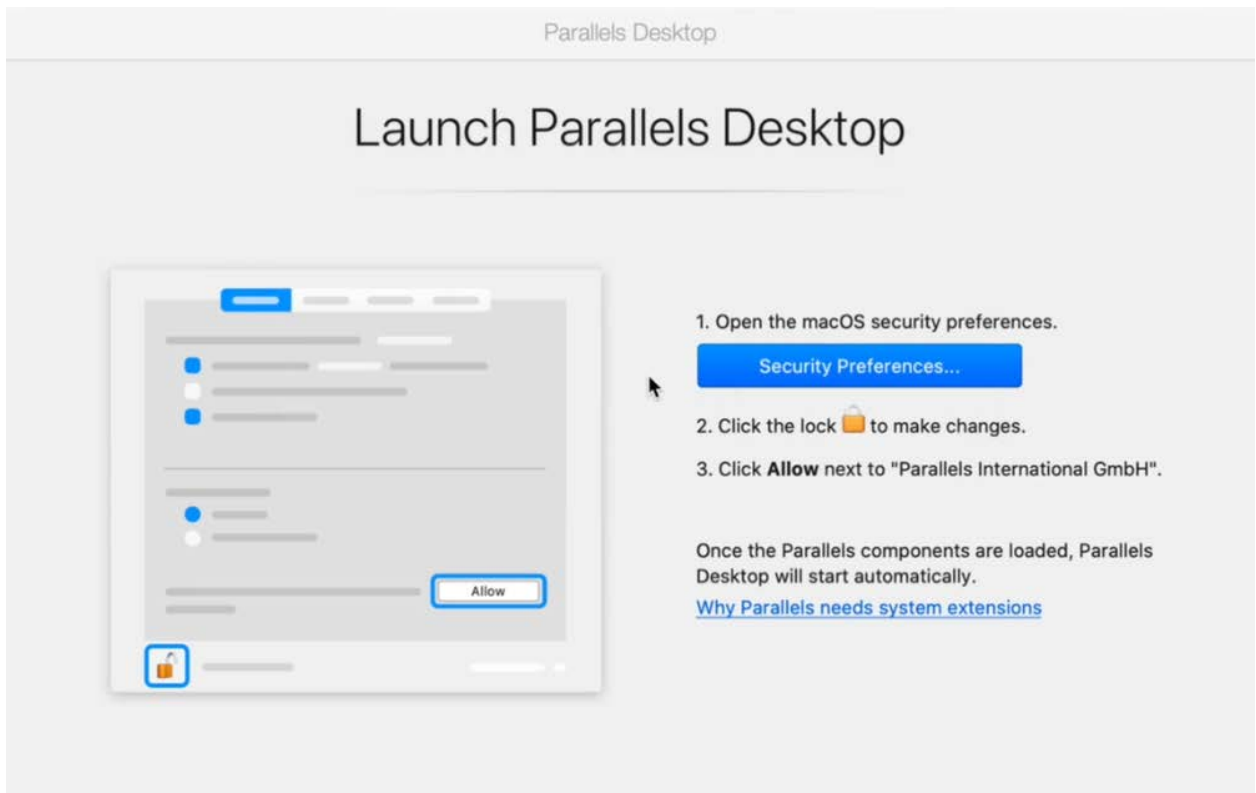 Parallels Desktop
Launch Parallels Desktop
1. Open the macOS security preferences.
Security Preferences...
2. Click the lock to make changes.
3. Click Allow next to "Parallels International GmbH".
Once the Parallels components are loaded, Parallels
Desktop will start automatically.
Why Parallels needs system extensions
Allow